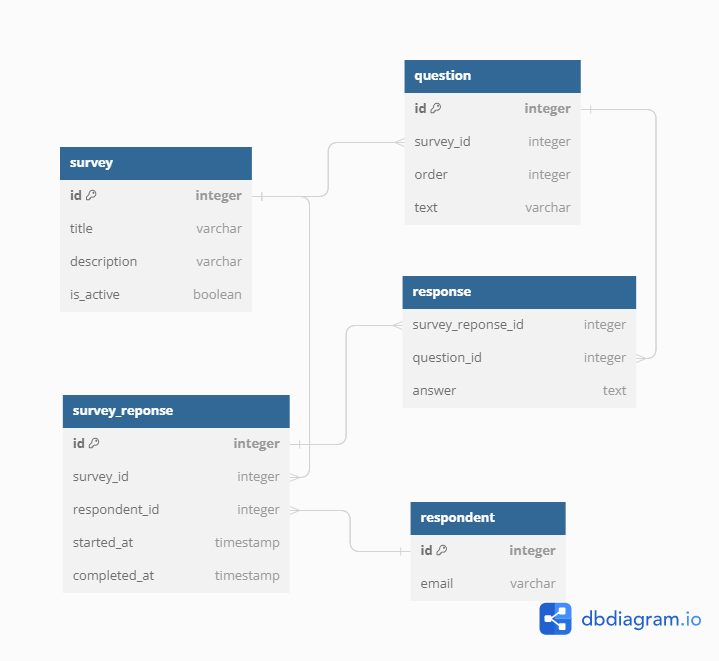 question
id integer
survey_id integer
order integer
text varchar
survey
id integer
title varchar
description varchar
is_active boolean
response
survey_reponse_id integer
question_id integer
answer text
survey_reponse
id integer
survey_id integer
respondent_id integer
started_at timestamp
completed_at timestamp
respondent
id integer
email varchar
dbdiagram.io